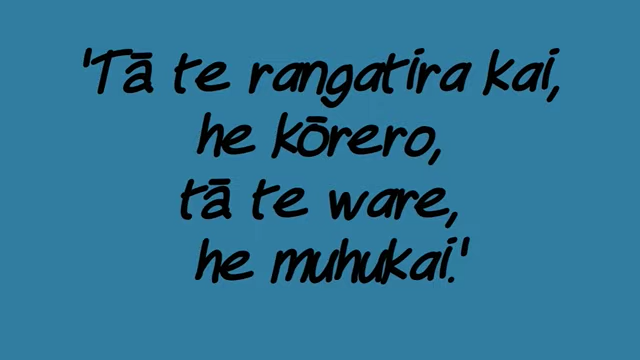 'Tā te rangatira kai,
he kōrero,
tā te ware,
he muhukai.'